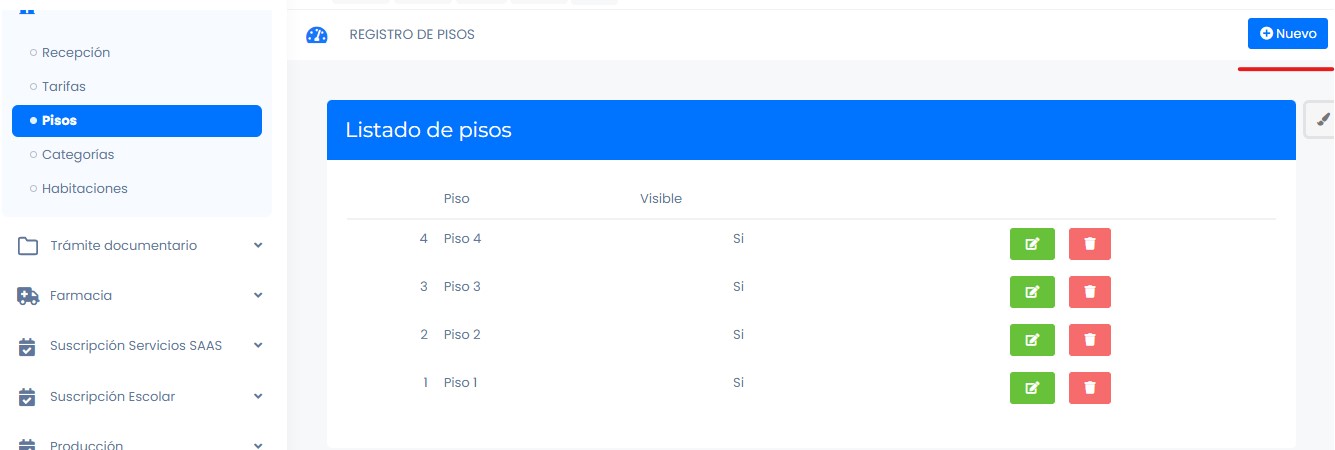 Recepción
Tarifas
Pisos
Categorías
Habitaciones
Trámite documentario
Farmacia
Suscripción Servicios SAAS
Suscripción Escolar
Producción
REGISTRO DE PISOS
Nuevo
Listado de pisos
Piso Visible
4 Piso 4 Si
3 Piso 3 Si
2 Piso 2 Si
1 Piso 1 Si